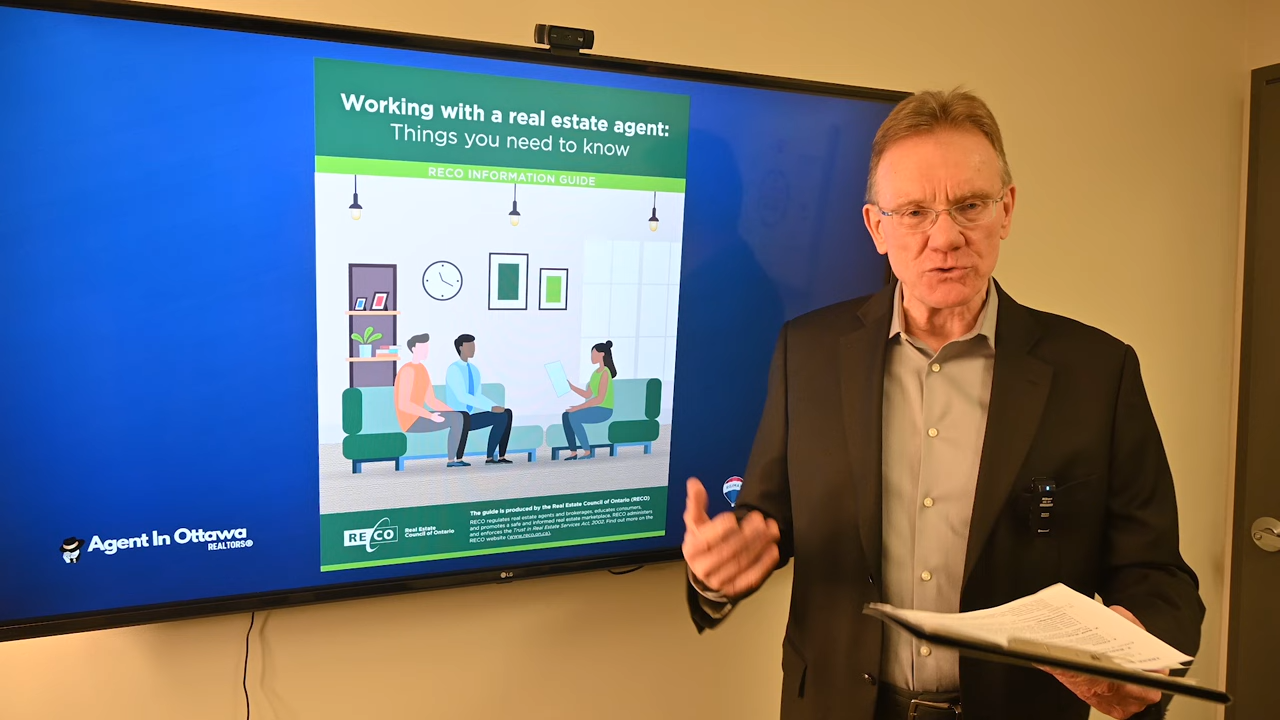 Working with a real estate agent:
Things you need to know
RECO INFORMATION GUIDE
The guide is produced by the Real Estate Council of Ontario (RECO)
RECO regulates real estate agents and brokerages, educates consumers,
and promotes a safe and informed real estate marketplace. RECO administers
and enforces the Trust in Real Estate Services Act, 2002. Find out more on the
RECO website (www.reco.on.ca).
RECO
Real Estate
Council of Ontario
Agent In Ottawa
REALTORS®
LG